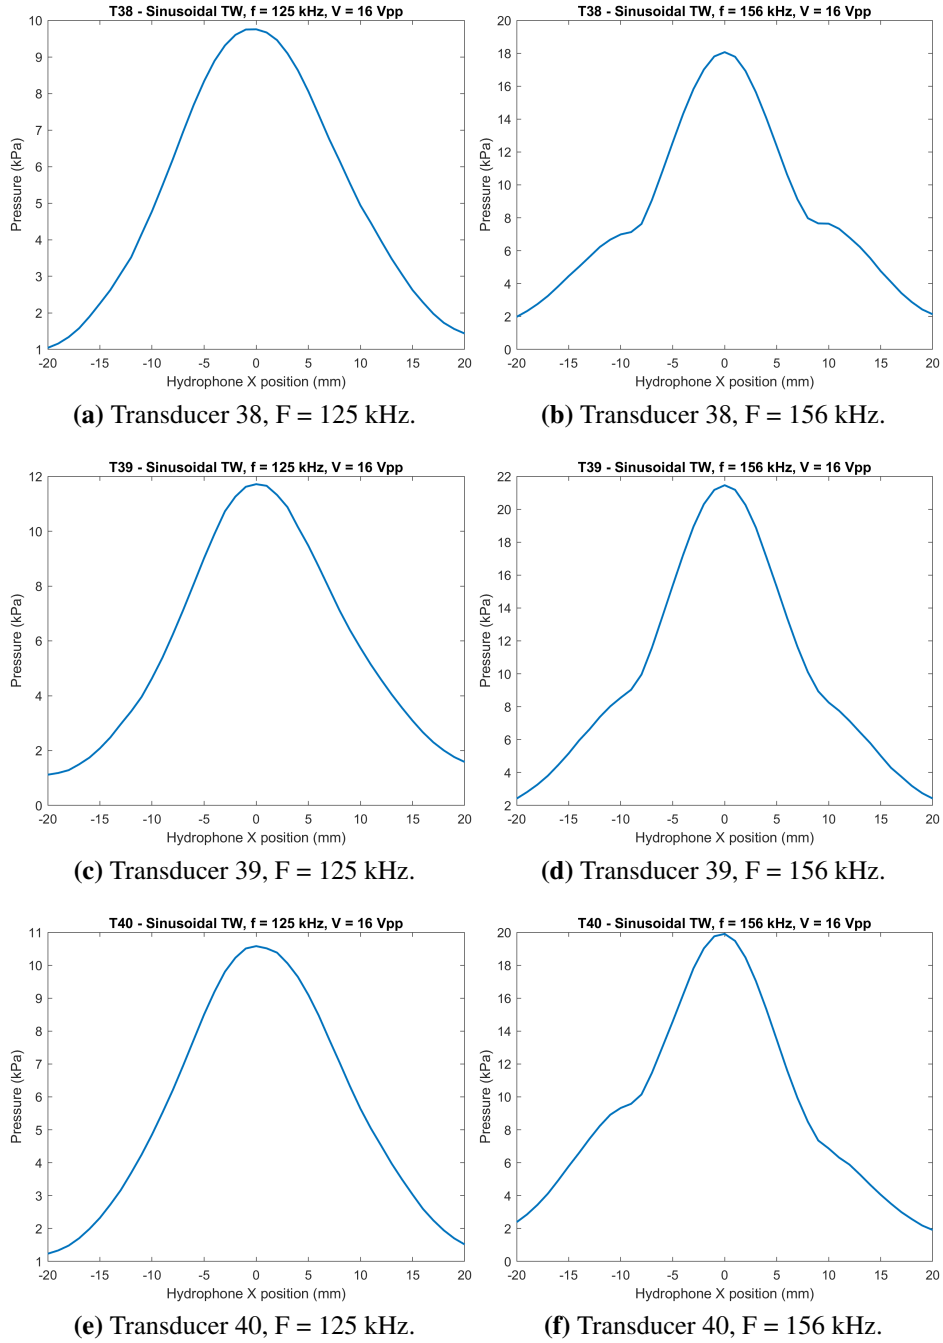 T38 - Sinusoidal TW, f = 125 kHz, V = 16 Vpp
10
9
8
7
6
5
4
3
2
1
Pressure (kPa)
-20 -15 -10 -5 0 5 10 15 20
Hydrophone X position (mm)
(a) Transducer 38, F = 125 kHz.
T38 - Sinusoidal TW, f = 156 kHz, V = 16 Vpp
20
18
16
14
12
10
8
6
4
2
0
Pressure (kPa)
-20 -15 -10 -5 0 5 10 15 20
Hydrophone X position (mm)
(b) Transducer 38, F = 156 kHz.
T39 - Sinusoidal TW, f = 125 kHz, V = 16 Vpp
12
10
8
6
4
2
0
Pressure (kPa)
-20 -15 -10 -5 0 5 10 15 20
Hydrophone X position (mm)
(c) Transducer 39, F = 125 kHz.
T39 - Sinusoidal TW, f = 156 kHz, V = 16 Vpp
22
20
18
16
14
12
10
8
6
4
2
Pressure (kPa)
-20 -15 -10 -5 0 5 10 15 20
Hydrophone X position (mm)
(d) Transducer 39, F = 156 kHz.
T40 - Sinusoidal TW, f = 125 kHz, V = 16 Vpp
11
10
9
8
7
6
5
4
3
2
1
Pressure (kPa)
-20 -15 -10 -5 0 5 10 15 20
Hydrophone X position (mm)
(e) Transducer 40, F = 125 kHz.
T40 - Sinusoidal TW, f = 156 kHz, V = 16 Vpp
20
18
16
14
12
10
8
6
4
2
0
Pressure (kPa)
-20 -15 -10 -5 0 5 10 15 20
Hydrophone X position (mm)
(f) Transducer 40, F = 156 kHz.